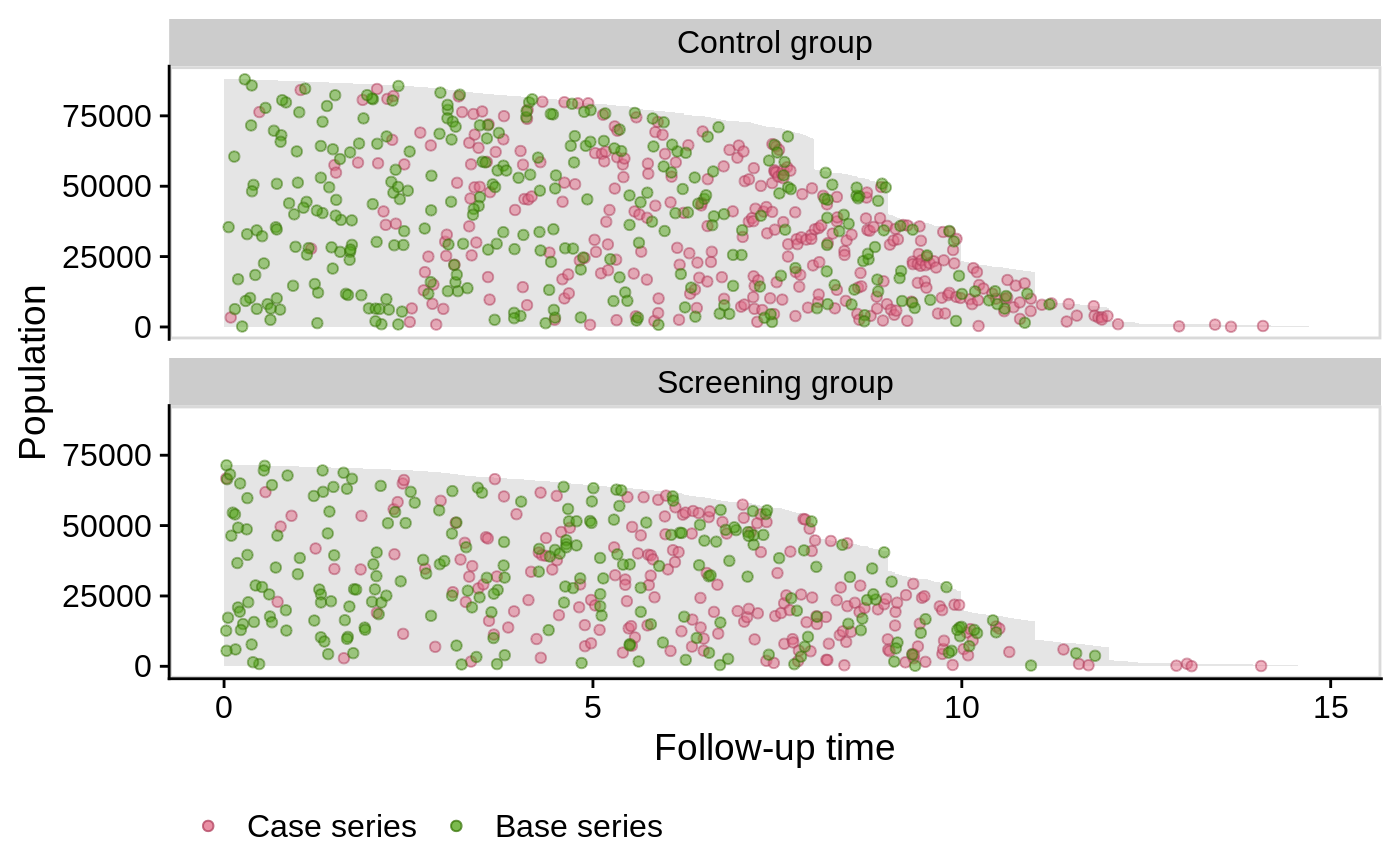 Control group
75000
50000
25000
0
Screening group
75000
50000
25000
0
Population
0 5 10 15
Follow-up time
Case series Base series